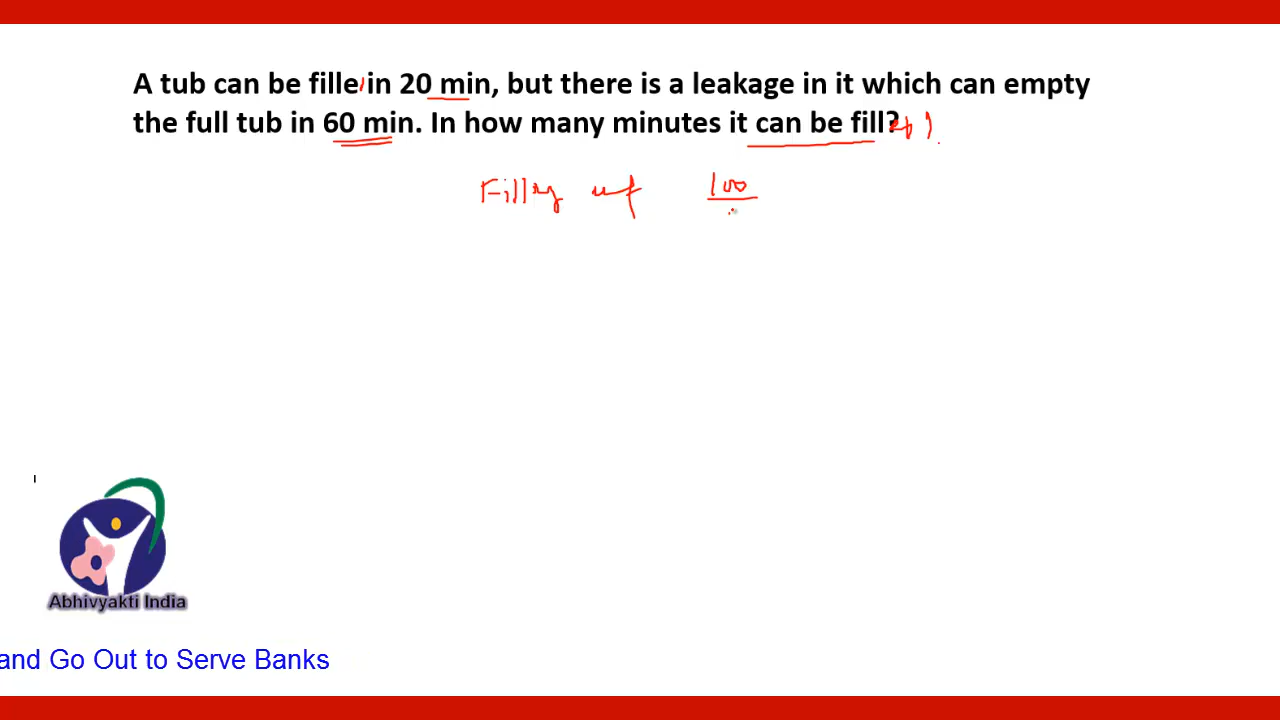 A tub can be fille in 20 min, but there is a leakage in it which can empty
the full tub in 60 min. In how many minutes it can be fill?
Filling 100
Abhivyakti India
and Go Out to Serve Banks